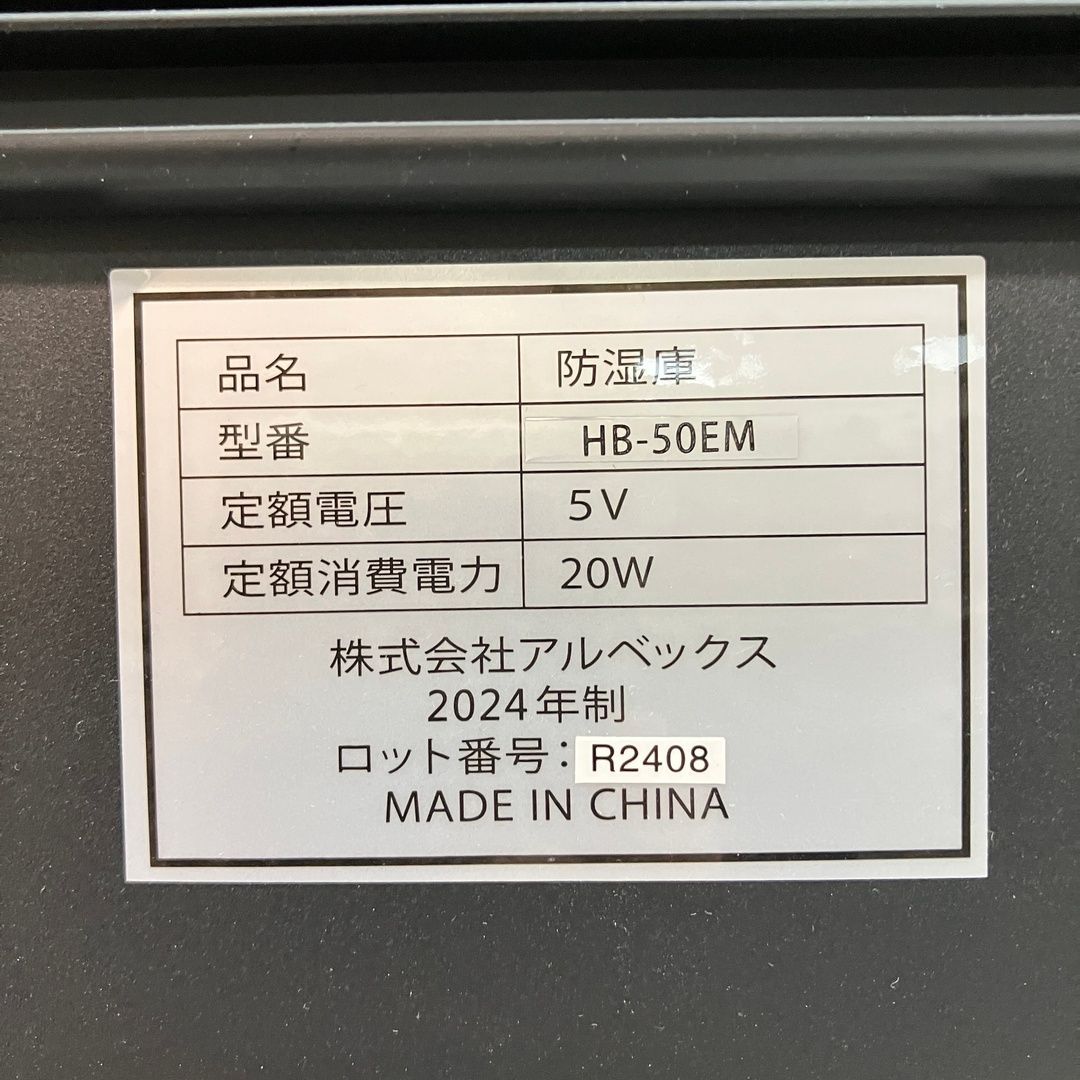 品名 防湿庫
型番 HB-50EM
定額電圧 5V
定額消費電力 20W
株式会社アルベックス
2024年制
ロット番号：R2408
MADE IN CHINA